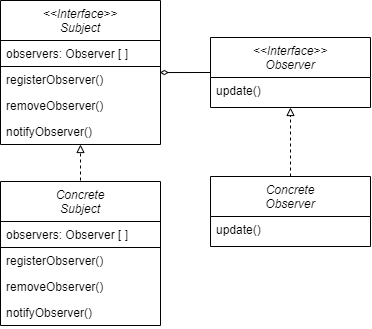 <<Interface>>
Subject
observers: Observer [ ]
registerObserver()
removeObserver()
notifyObserver()
<<Interface>>
Observer
update()
Concrete
Subject
observers: Observer [ ]
registerObserver()
removeObserver()
notifyObserver()
Concrete
Observer
update()